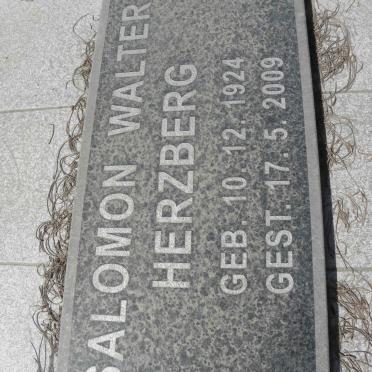 SALOMON WALTER
HERZBERG
GEB. 10. 12. 1924
GEST. 17. 5. 2009